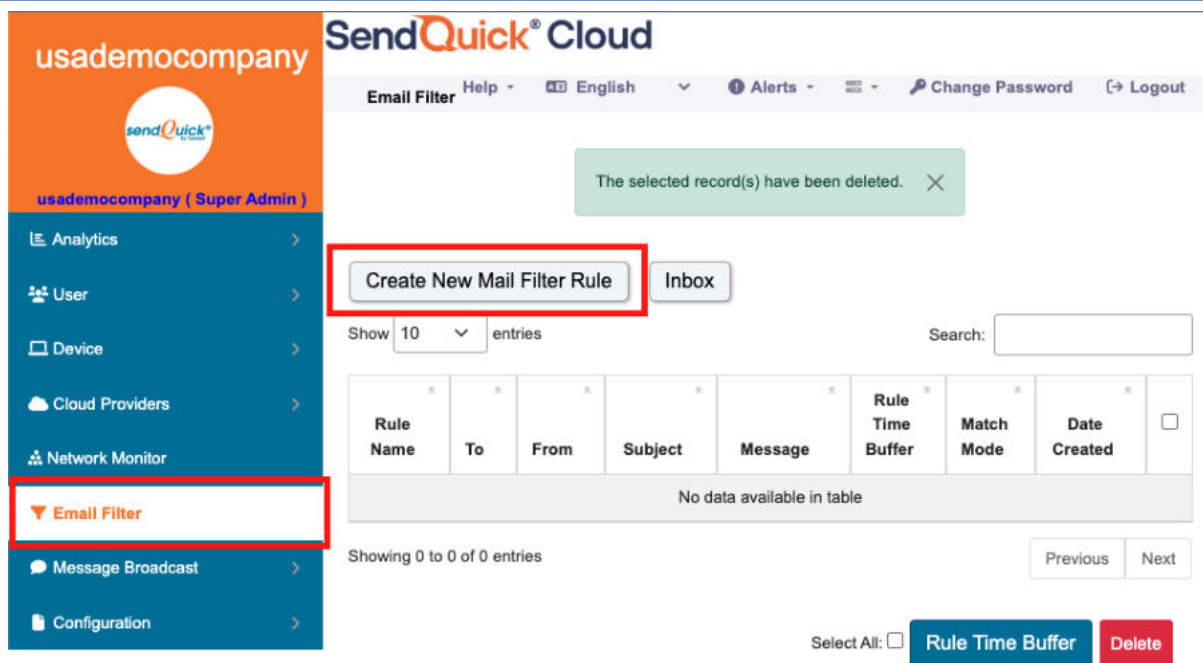 usademocompany
sendQuick®
usademocompany ( Super Admin )
Analytics
User
Device
Cloud Providers
Network Monitor
Email Filter
Message Broadcast
Configuration
SendQuick® Cloud
Email Filter Help English Alerts Change Password Logout
The selected record(s) have been deleted.
Create New Mail Filter Rule Inbox
Show 10 entries Search:
Rule Name To From Subject Message Rule Time Buffer Match Mode Date Created
No data available in table
Showing 0 to 0 of 0 entries Previous Next
Select All: Rule Time Buffer Delete